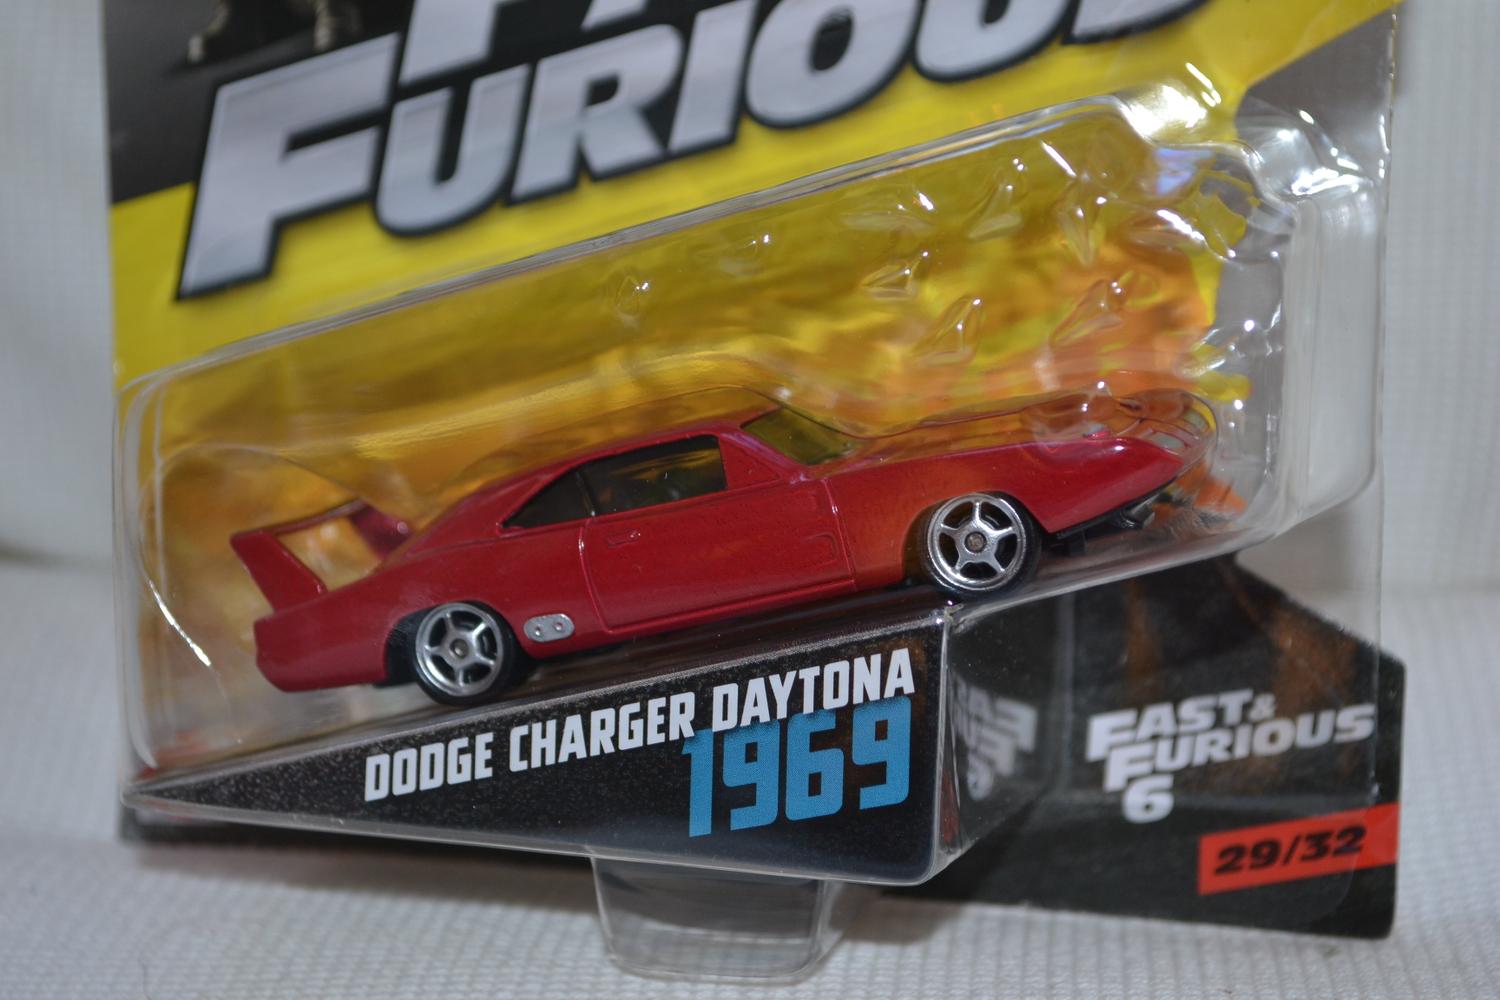 FURIOUS
DODGE CHARGER DAYTONA
1969
FAST &
FURIOUS
6
29/32